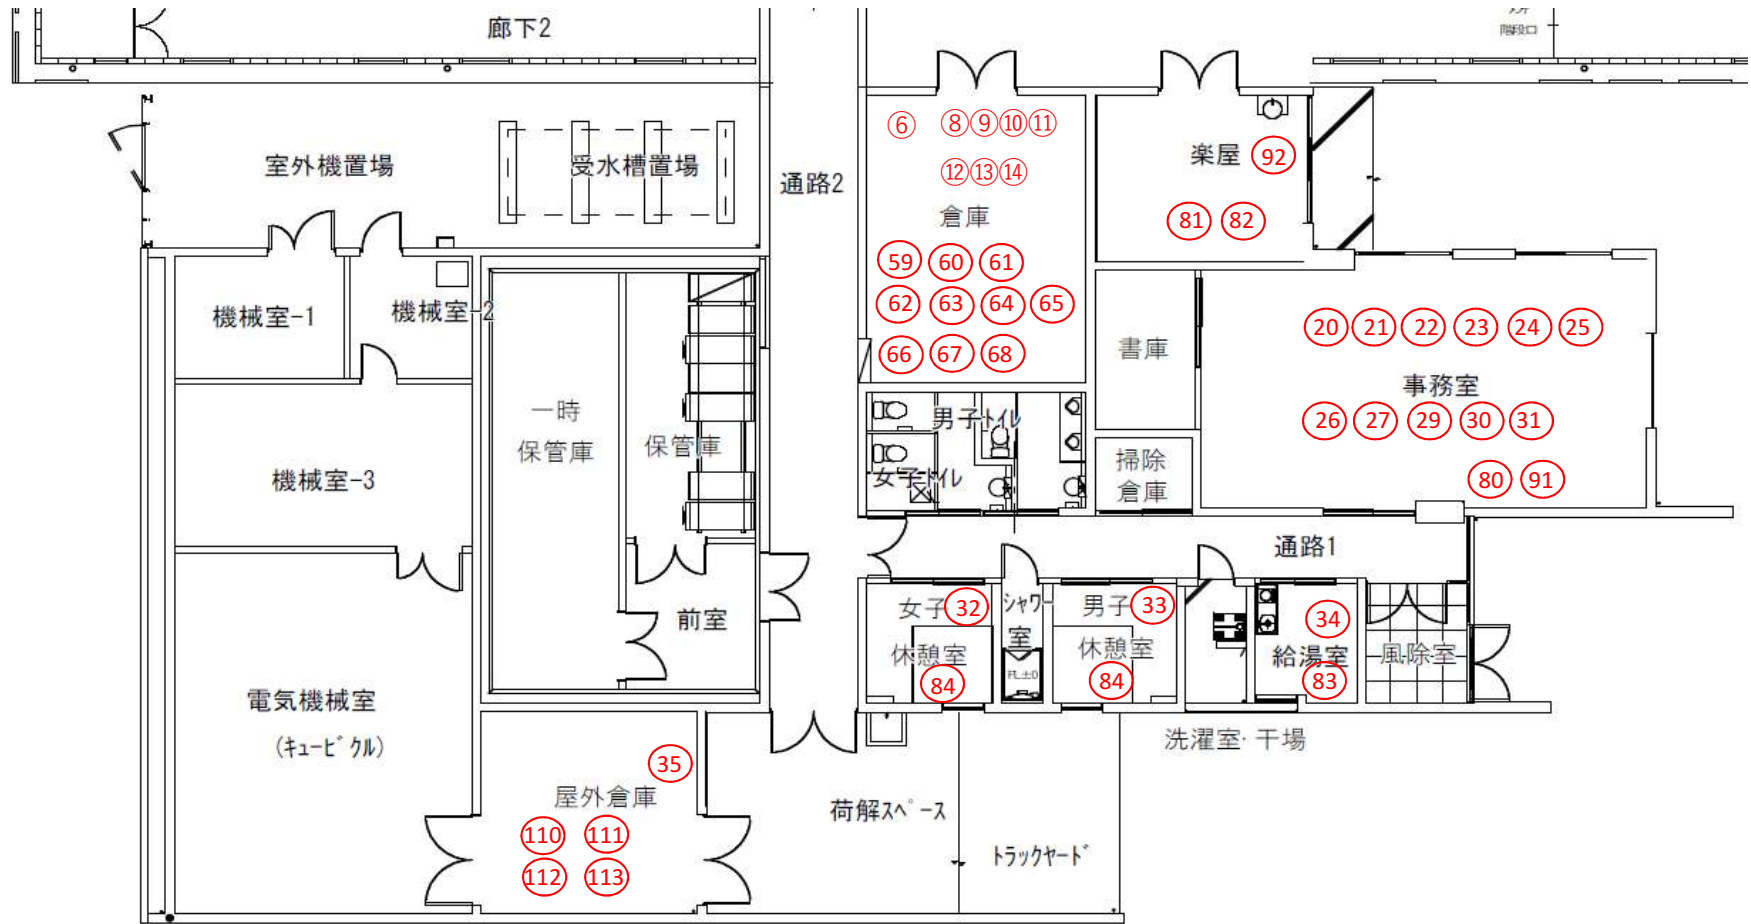 廊下2
階段口
⑥ ⑧⑨⑩⑪
室外機置場
受水槽置場
通路2
⑫⑬⑭
倉庫
楽屋 92
81 82
59 60 61
62 63 64 65
66 67 68
機械室-1
機械室-2
書庫
20 21 22 23 24 25
事務室
26 27 29 30 31
80 91
一時
保管庫
保管庫
男子トイレ
女子トイレ
掃除
倉庫
機械室-3
通路1
前室
女子 32
休憩室
84
シャワー
室
FL±0
男子 33
休憩室
84
34
給湯室
83
風除室
電気機械室
(キュービクル)
洗濯室・干場
35
屋外倉庫
110 111
112 113
荷解スペース
トラックヤード